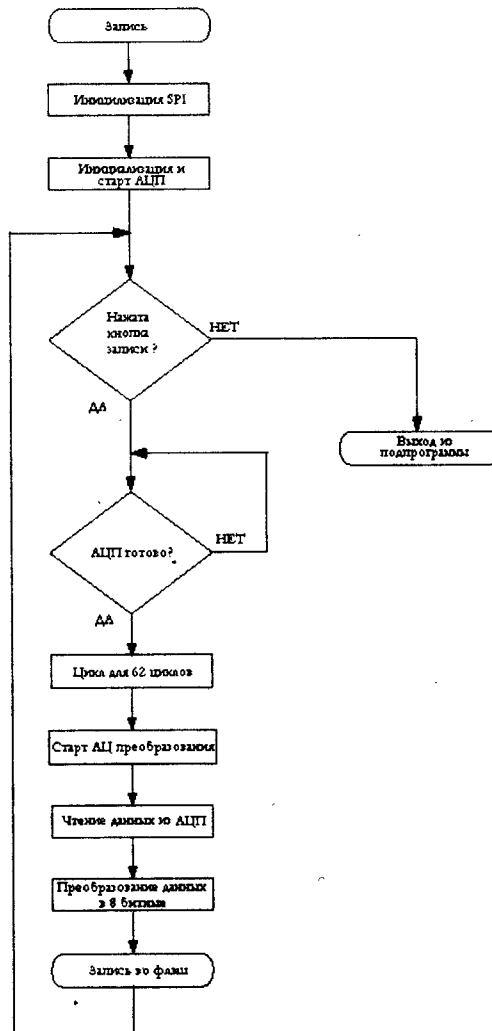 Запись
Инициализация SPI
Инициализация и
старт АЦП
Нажата
кнопка
записи ?
НЕТ
ДА
Выход из
подпрограммы
НЕТ
АЦП готово?
ДА
Цикл для 62 циклов
Старт АЦ преобразования
Чтение данных из АЦП
Преобразование данных
в 8 битные
Запись во флэш